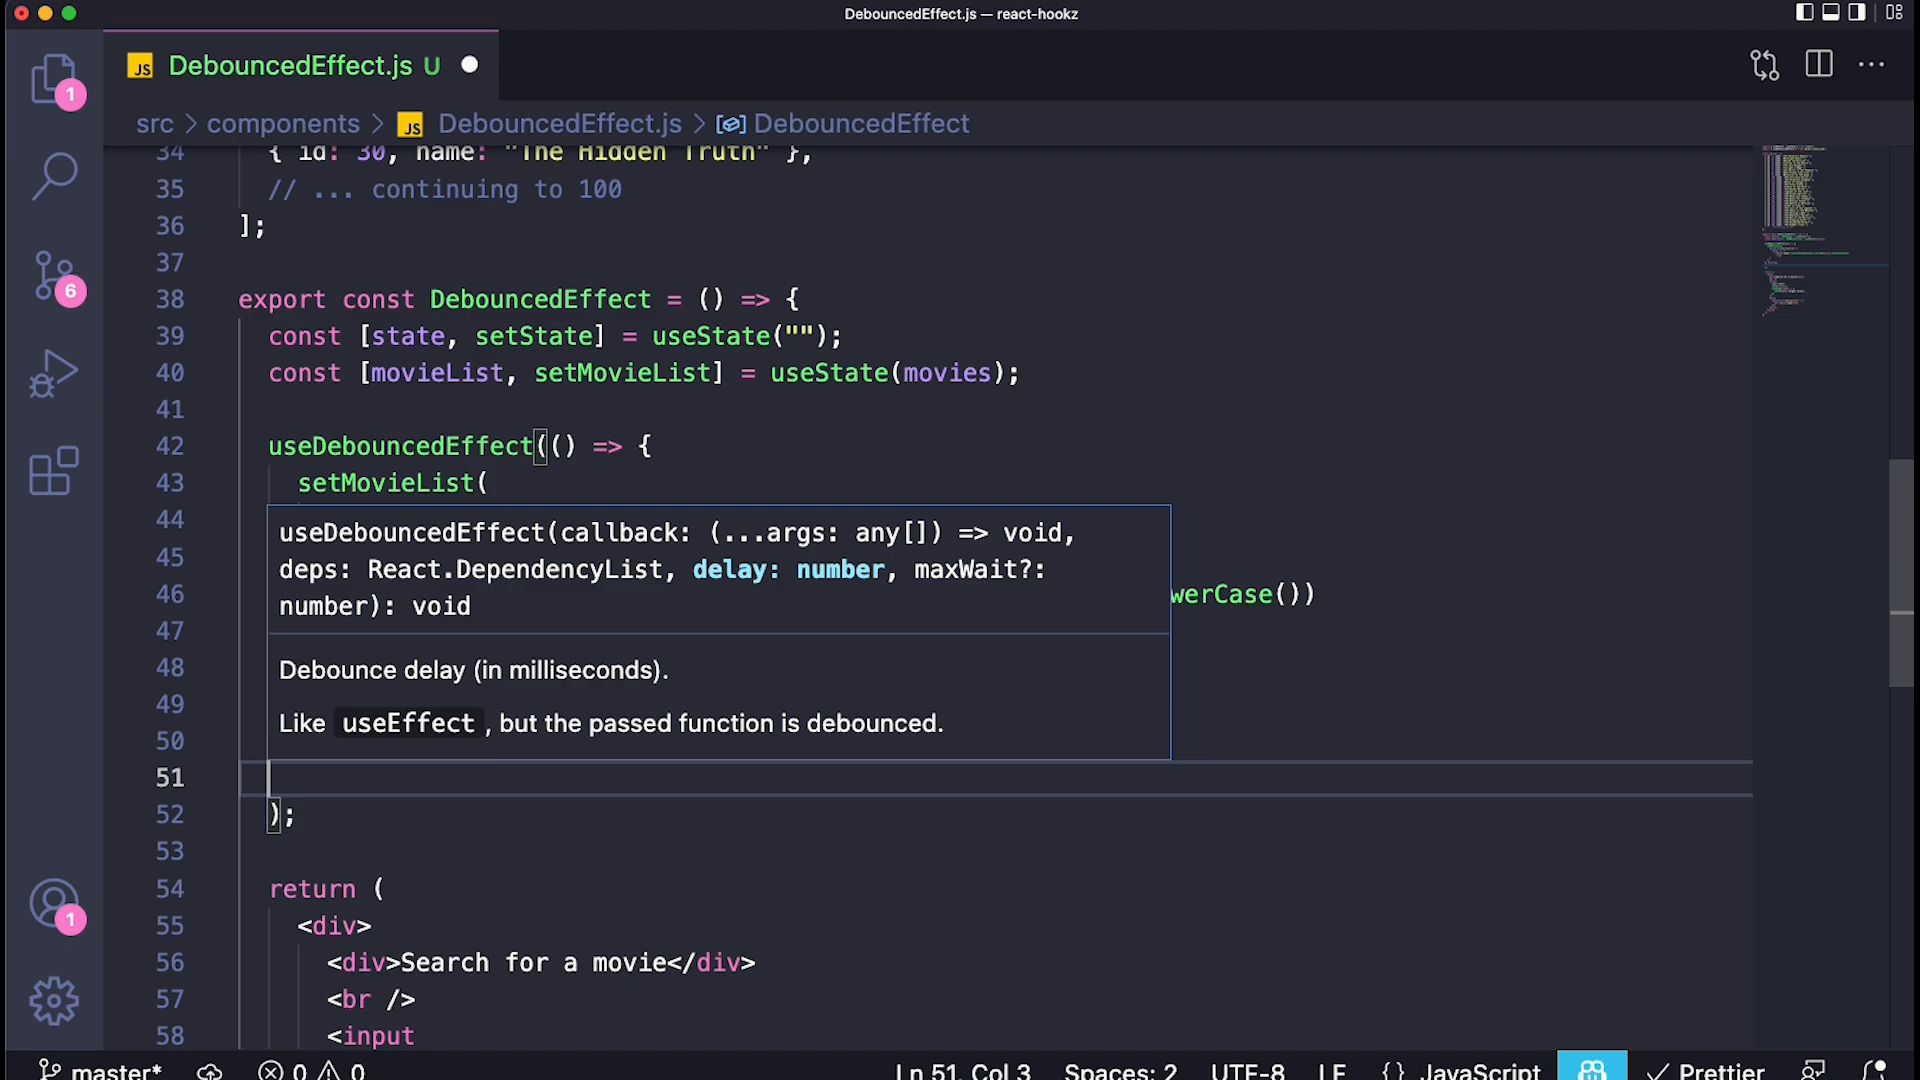 DebouncedEffect.js — react-hookz
JS DebouncedEffect.js U
src > components > JS DebouncedEffect.js > DebouncedEffect
1
6
1
34 { id: 30, name: "The Hidden Truth" },
35 // ... continuing to 100
36 ];
37
38 export const DebouncedEffect = () => {
39 const [state, setState] = useState("");
40 const [movieList, setMovieList] = useState(movies);
41
42 useDebouncedEffect(() => {
43 setMovieList(
44
useDebouncedEffect(callback: (...args: any[]) => void,
45
deps: React.DependencyList, delay: number, maxWait?:
46 werCase())
number): void
47
48
Debounce delay (in milliseconds).
49
Like useEffect, but the passed function is debounced.
50
51
52 );
53
54 return (
55 <div>
56 <div>Search for a movie</div>
57 <br />
58 <input
master* 0 0 Ln 51, Col 3 Spaces: 2 UTF-8 LF {} JavaScript Prettier